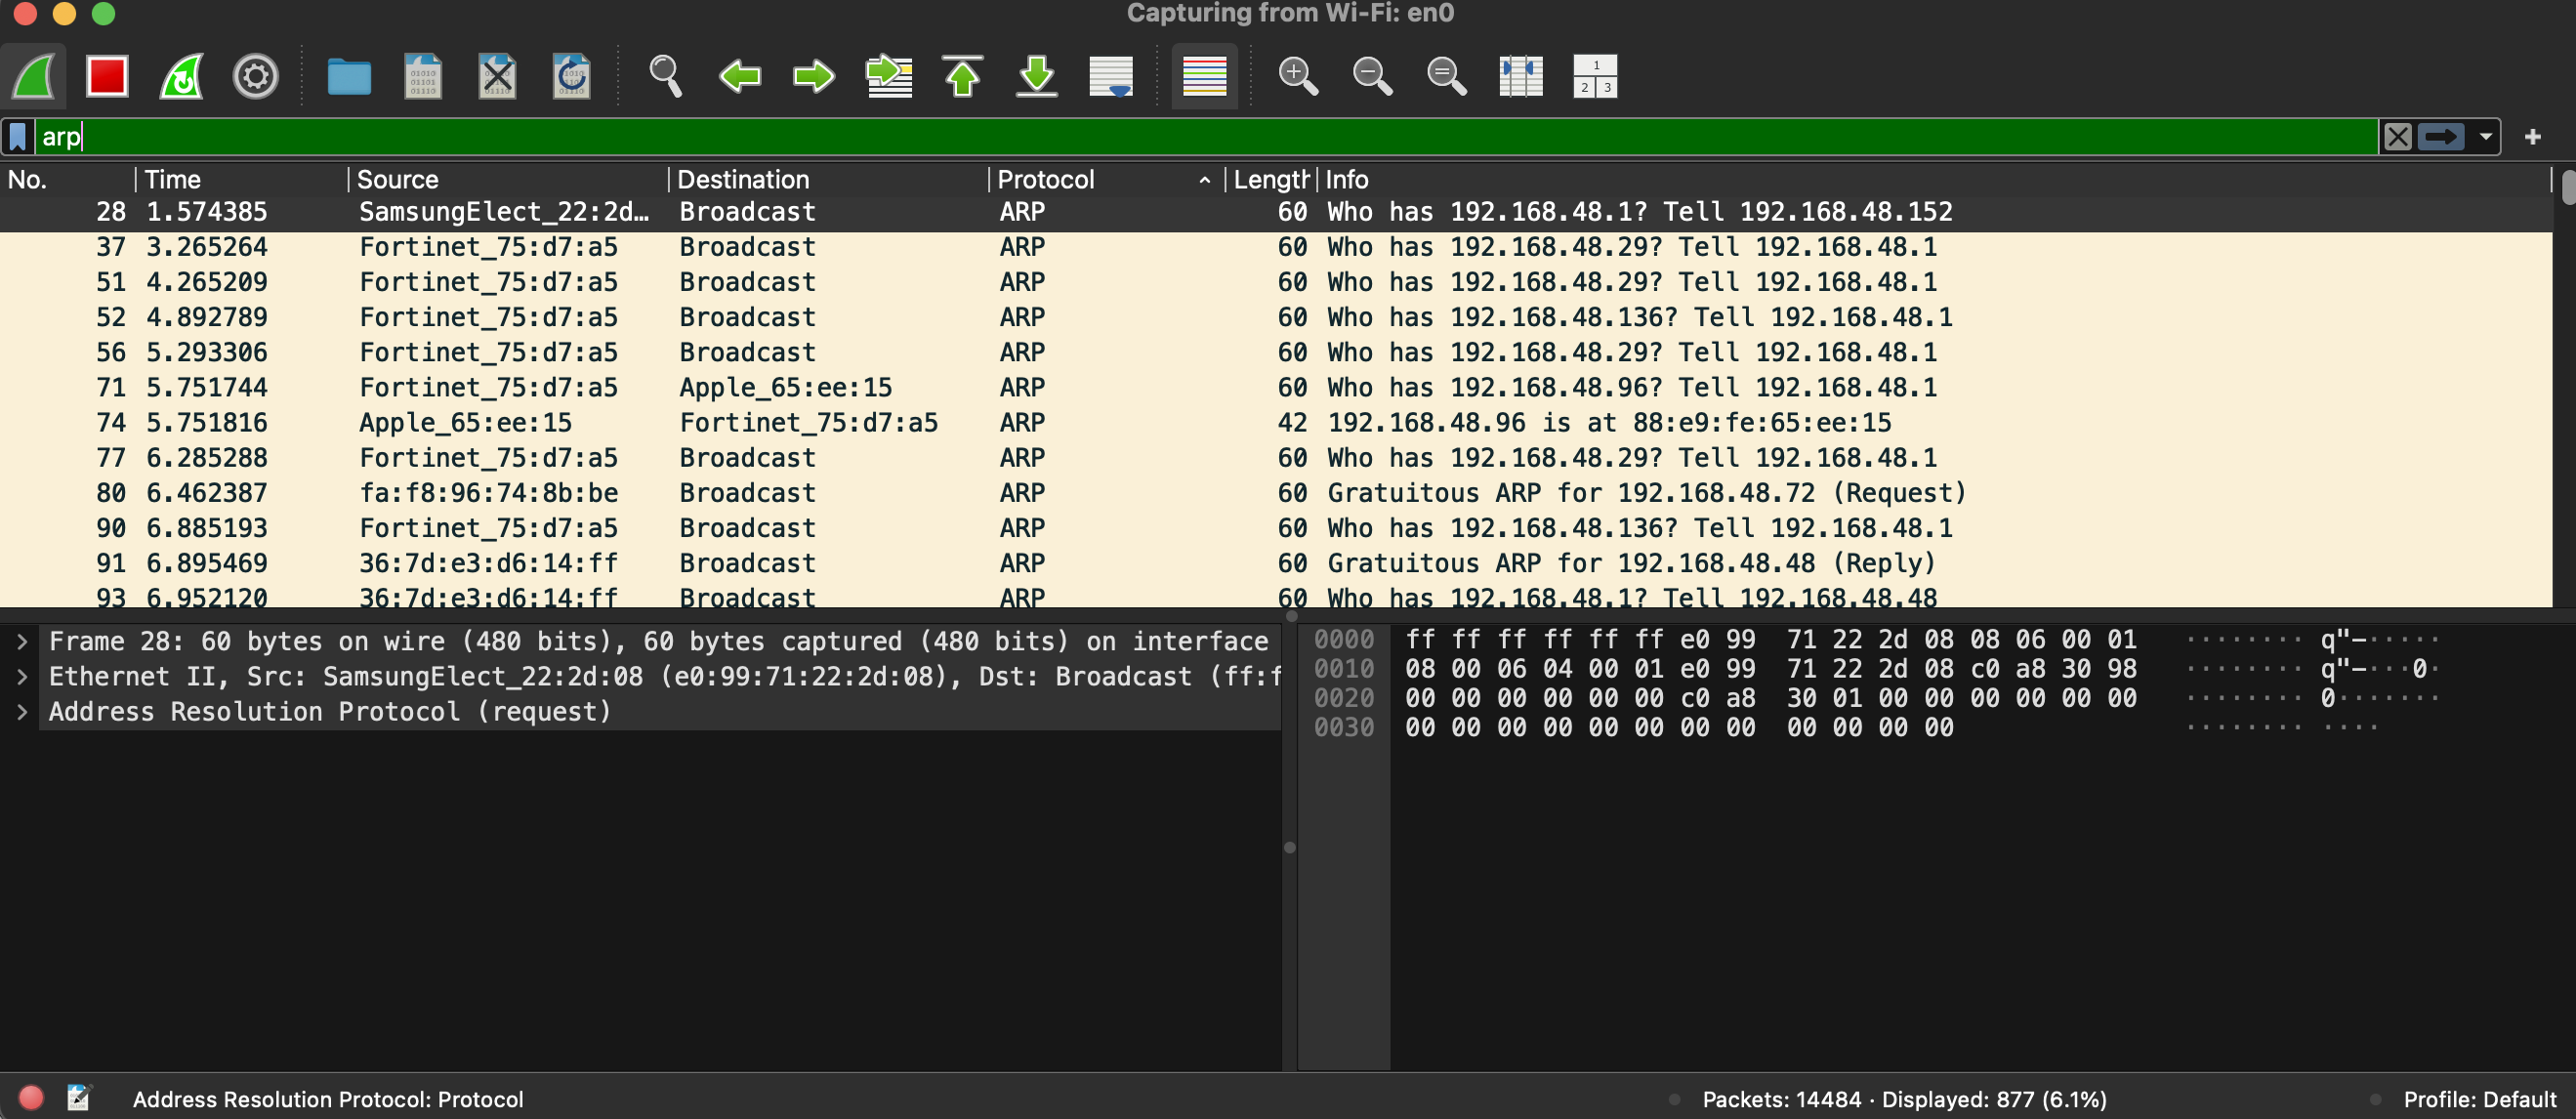 Capturing from Wi-Fi: en0
arp
No. Time Source Destination Protocol Length Info
28 1.574385 SamsungElect_22:2d… Broadcast ARP 60 Who has 192.168.48.1? Tell 192.168.48.152
37 3.265264 Fortinet_75:d7:a5 Broadcast ARP 60 Who has 192.168.48.29? Tell 192.168.48.1
51 4.265209 Fortinet_75:d7:a5 Broadcast ARP 60 Who has 192.168.48.29? Tell 192.168.48.1
52 4.892789 Fortinet_75:d7:a5 Broadcast ARP 60 Who has 192.168.48.136? Tell 192.168.48.1
56 5.293306 Fortinet_75:d7:a5 Broadcast ARP 60 Who has 192.168.48.29? Tell 192.168.48.1
71 5.751744 Fortinet_75:d7:a5 Apple_65:ee:15 ARP 60 Who has 192.168.48.96? Tell 192.168.48.1
74 5.751816 Apple_65:ee:15 Fortinet_75:d7:a5 ARP 42 192.168.48.96 is at 88:e9:fe:65:ee:15
77 6.285288 Fortinet_75:d7:a5 Broadcast ARP 60 Who has 192.168.48.29? Tell 192.168.48.1
80 6.462387 fa:f8:96:74:8b:be Broadcast ARP 60 Gratuitous ARP for 192.168.48.72 (Request)
90 6.885193 Fortinet_75:d7:a5 Broadcast ARP 60 Who has 192.168.48.136? Tell 192.168.48.1
91 6.895469 36:7d:e3:d6:14:ff Broadcast ARP 60 Gratuitous ARP for 192.168.48.48 (Reply)
93 6.952120 36:7d:e3:d6:14:ff Broadcast ARP 60 Who has 192.168.48.1? Tell 192.168.48.48
Frame 28: 60 bytes on wire (480 bits), 60 bytes captured (480 bits) on interface
Ethernet II, Src: SamsungElect_22:2d:08 (e0:99:71:22:2d:08), Dst: Broadcast (ff:f
Address Resolution Protocol (request)
0000 ff ff ff ff ff ff e0 99 71 22 2d 08 08 06 00 01 ········ q"-·····
0010 08 00 06 04 00 01 e0 99 71 22 2d 08 c0 a8 30 98 ········ q"-···0·
0020 00 00 00 00 00 00 c0 a8 30 01 00 00 00 00 00 00 ········ 0·······
0030 00 00 00 00 00 00 00 00 00 00 00 00 ········ ····
Address Resolution Protocol: Protocol
Packets: 14484 · Displayed: 877 (6.1%)
Profile: Default